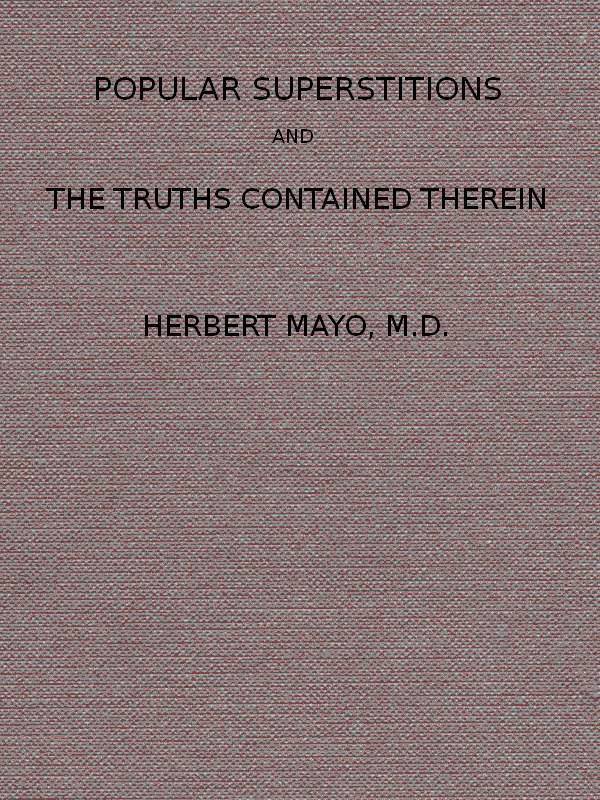 POPULAR SUPERSTITIONS
AND
THE TRUTHS CONTAINED THEREIN
HERBERT MAYO, M.D.